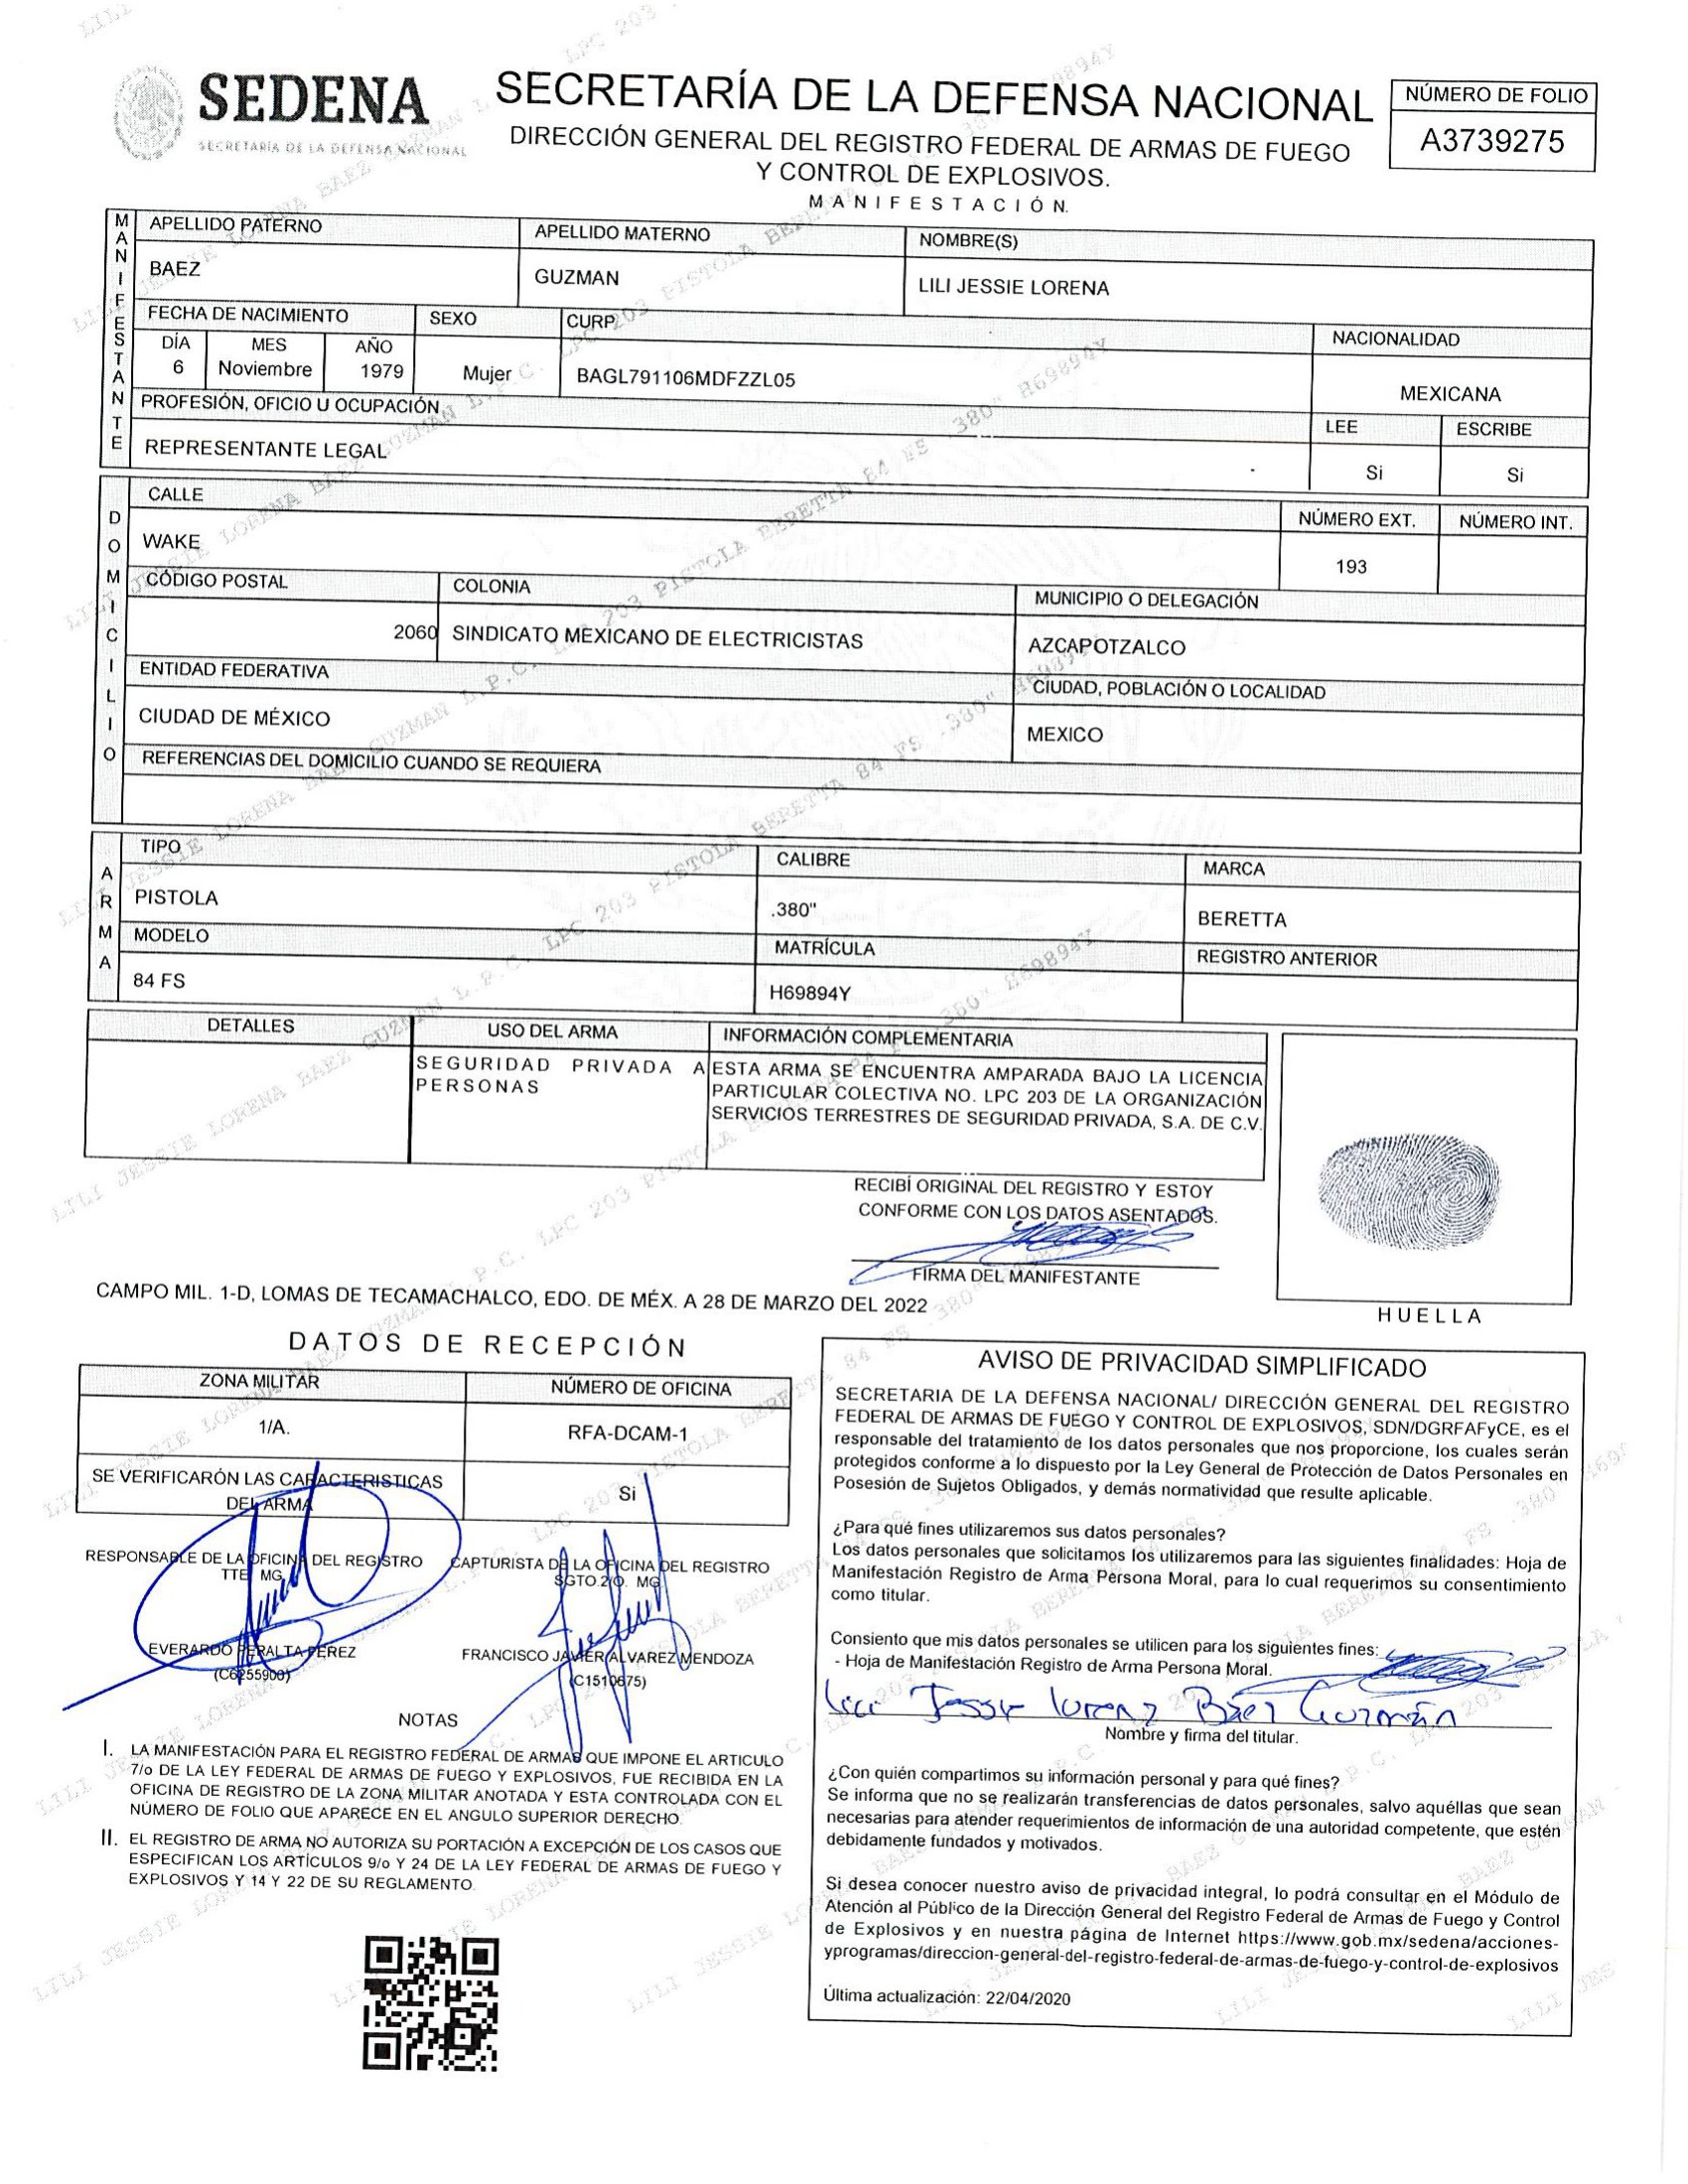 SEDENA
SECRETARÍA DE LA DEFENSA NACIONAL
SECRETARÍA DE LA DEFENSA NACIONAL
DIRECCIÓN GENERAL DEL REGISTRO FEDERAL DE ARMAS DE FUEGO
Y CONTROL DE EXPLOSIVOS.
MANIFESTACIÓN.
NÚMERO DE FOLIO
A3739275
MANIFESTANTE
APELLIDO PATERNO APELLIDO MATERNO NOMBRE(S)
BAEZ GUZMAN LILI JESSIE LORENA
FECHA DE NACIMIENTO SEXO CURP NACIONALIDAD
DÍA MES AÑO
6 Noviembre 1979 Mujer BAGL791106MDFZZL05 MEXICANA
PROFESIÓN, OFICIO U OCUPACIÓN LEE ESCRIBE
REPRESENTANTE LEGAL Si Si
DOMICILIO
CALLE NÚMERO EXT. NÚMERO INT.
WAKE 193
CÓDIGO POSTAL COLONIA MUNICIPIO O DELEGACIÓN
2060 SINDICATO MEXICANO DE ELECTRICISTAS AZCAPOTZALCO
ENTIDAD FEDERATIVA CIUDAD, POBLACIÓN O LOCALIDAD
CIUDAD DE MÉXICO MEXICO
REFERENCIAS DEL DOMICILIO CUANDO SE REQUIERA
ARMA
TIPO CALIBRE MARCA
PISTOLA .380" BERETTA
MODELO MATRÍCULA REGISTRO ANTERIOR
84 FS H69894Y
DETALLES USO DEL ARMA INFORMACIÓN COMPLEMENTARIA
SEGURIDAD PRIVADA A
PERSONAS
ESTA ARMA SE ENCUENTRA AMPARADA BAJO LA LICENCIA
PARTICULAR COLECTIVA NO. LPC 203 DE LA ORGANIZACIÓN
SERVICIOS TERRESTRES DE SEGURIDAD PRIVADA, S.A. DE C.V.
RECIBÍ ORIGINAL DEL REGISTRO Y ESTOY
CONFORME CON LOS DATOS ASENTADOS.
FIRMA DEL MANIFESTANTE
HUELLA
CAMPO MIL. 1-D, LOMAS DE TECAMACHALCO, EDO. DE MÉX. A 28 DE MARZO DEL 2022
DATOS DE RECEPCIÓN
ZONA MILITAR NÚMERO DE OFICINA
1/A. RFA-DCAM-1
SE VERIFICARÓN LAS CARACTERISTICAS
DEL ARMA
Si
RESPONSABLE DE LA OFICINA DEL REGISTRO
TTE. MG.
EVERARDO PERALTA PEREZ
(C6255900)
CAPTURISTA DE LA OFICINA DEL REGISTRO
SGTO.2/O. MG.
FRANCISCO JAVIER ALVAREZ MENDOZA
(C1510675)
NOTAS
I. LA MANIFESTACIÓN PARA EL REGISTRO FEDERAL DE ARMAS QUE IMPONE EL ARTICULO
7/o DE LA LEY FEDERAL DE ARMAS DE FUEGO Y EXPLOSIVOS, FUE RECIBIDA EN LA
OFICINA DE REGISTRO DE LA ZONA MILITAR ANOTADA Y ESTA CONTROLADA CON EL
NÚMERO DE FOLIO QUE APARECE EN EL ANGULO SUPERIOR DERECHO.
II. EL REGISTRO DE ARMA NO AUTORIZA SU PORTACIÓN A EXCEPCIÓN DE LOS CASOS QUE
ESPECIFICAN LOS ARTÍCULOS 9/o Y 24 DE LA LEY FEDERAL DE ARMAS DE FUEGO Y
EXPLOSIVOS Y 14 Y 22 DE SU REGLAMENTO.
AVISO DE PRIVACIDAD SIMPLIFICADO
SECRETARIA DE LA DEFENSA NACIONAL/ DIRECCIÓN GENERAL DEL REGISTRO
FEDERAL DE ARMAS DE FUEGO Y CONTROL DE EXPLOSIVOS, SDN/DGRFAFyCE, es el
responsable del tratamiento de los datos personales que nos proporcione, los cuales serán
protegidos conforme a lo dispuesto por la Ley General de Protección de Datos Personales en
Posesión de Sujetos Obligados, y demás normatividad que resulte aplicable.
¿Para qué fines utilizaremos sus datos personales?
Los datos personales que solicitamos los utilizaremos para las siguientes finalidades: Hoja de
Manifestación Registro de Arma Persona Moral, para lo cual requerimos su consentimiento
como titular.
Consiento que mis datos personales se utilicen para los siguientes fines:
- Hoja de Manifestación Registro de Arma Persona Moral.
Lili Jessie Lorena Báez Guzmán
Nombre y firma del titular.
¿Con quién compartimos su información personal y para qué fines?
Se informa que no se realizarán transferencias de datos personales, salvo aquéllas que sean
necesarias para atender requerimientos de información de una autoridad competente, que estén
debidamente fundados y motivados.
Si desea conocer nuestro aviso de privacidad integral, lo podrá consultar en el Módulo de
Atención al Público de la Dirección General del Registro Federal de Armas de Fuego y Control
de Explosivos y en nuestra página de Internet https://www.gob.mx/sedena/acciones-
yprogramas/direccion-general-del-registro-federal-de-armas-de-fuego-y-control-de-explosivos
Última actualización: 22/04/2020